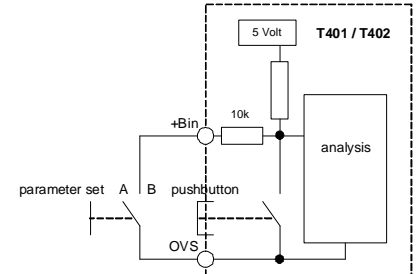 5 Volt T401 / T402
10k
+Bin
analysis
parameter set A B pushbutton
OVS